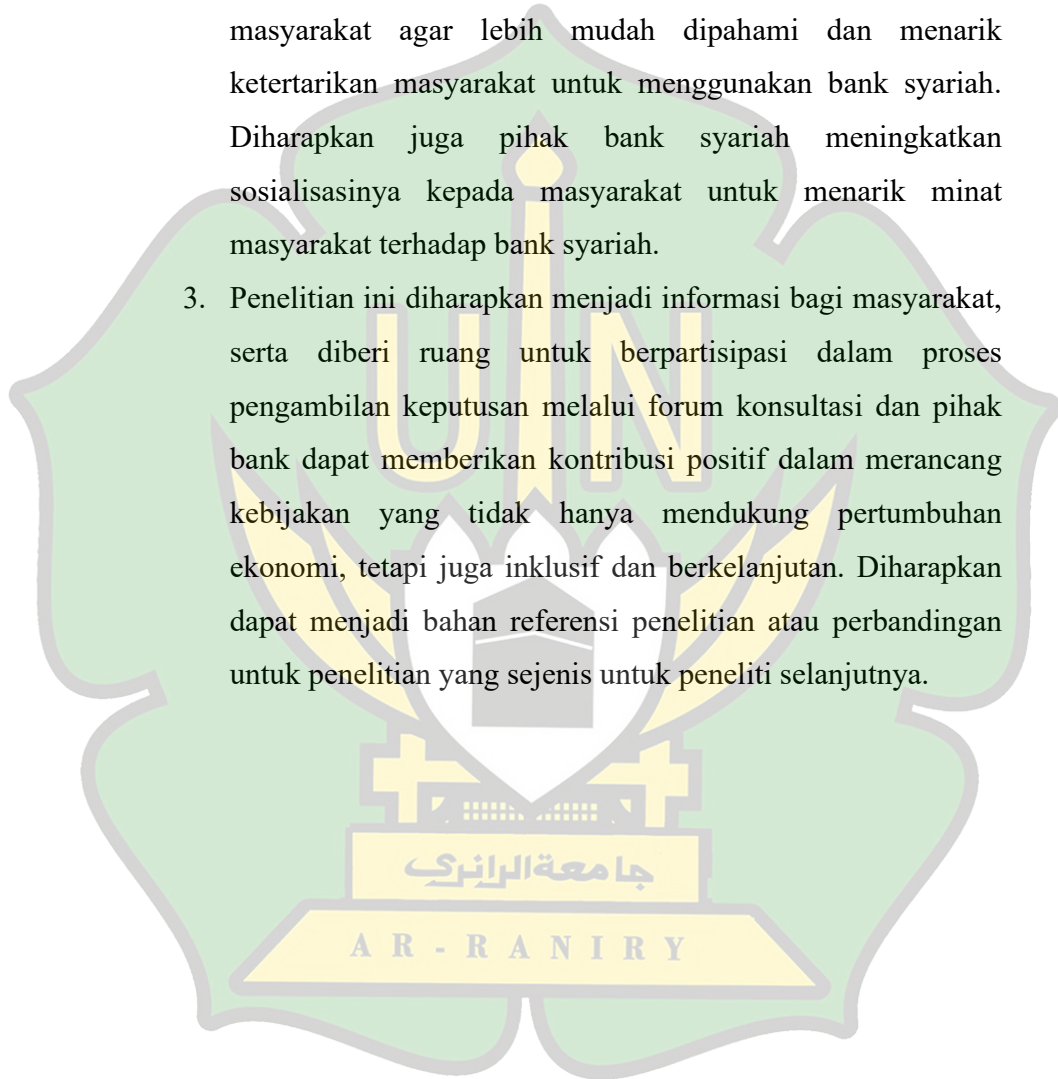 masyarakat agar lebih mudah dipahami dan menarik
ketertarikan masyarakat untuk menggunakan bank syariah.
Diharapkan juga pihak bank syariah meningkatkan
sosialisasinya kepada masyarakat untuk menarik minat
masyarakat terhadap bank syariah.
3. Penelitian ini diharapkan menjadi informasi bagi masyarakat,
serta diberi ruang untuk berpartisipasi dalam proses
pengambilan keputusan melalui forum konsultasi dan pihak
bank dapat memberikan kontribusi positif dalam merancang
kebijakan yang tidak hanya mendukung pertumbuhan
ekonomi, tetapi juga inklusif dan berkelanjutan. Diharapkan
dapat menjadi bahan referensi penelitian atau perbandingan
untuk penelitian yang sejenis untuk peneliti selanjutnya.
UIN
جامعةالرانري
AR-RANIRY